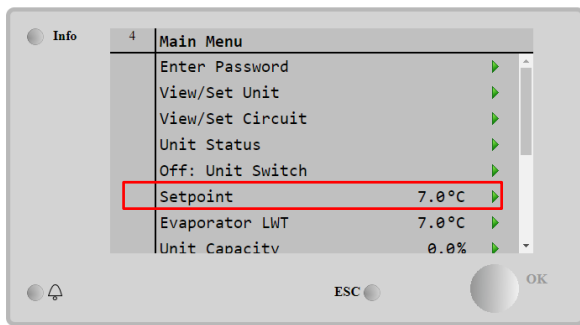 Info
4 Main Menu
Enter Password
View/Set Unit
View/Set Circuit
Unit Status
Off: Unit Switch
Setpoint 7.0°C
Evaporator LWT 7.0°C
Unit Capacity 0.0%
ESC
OK